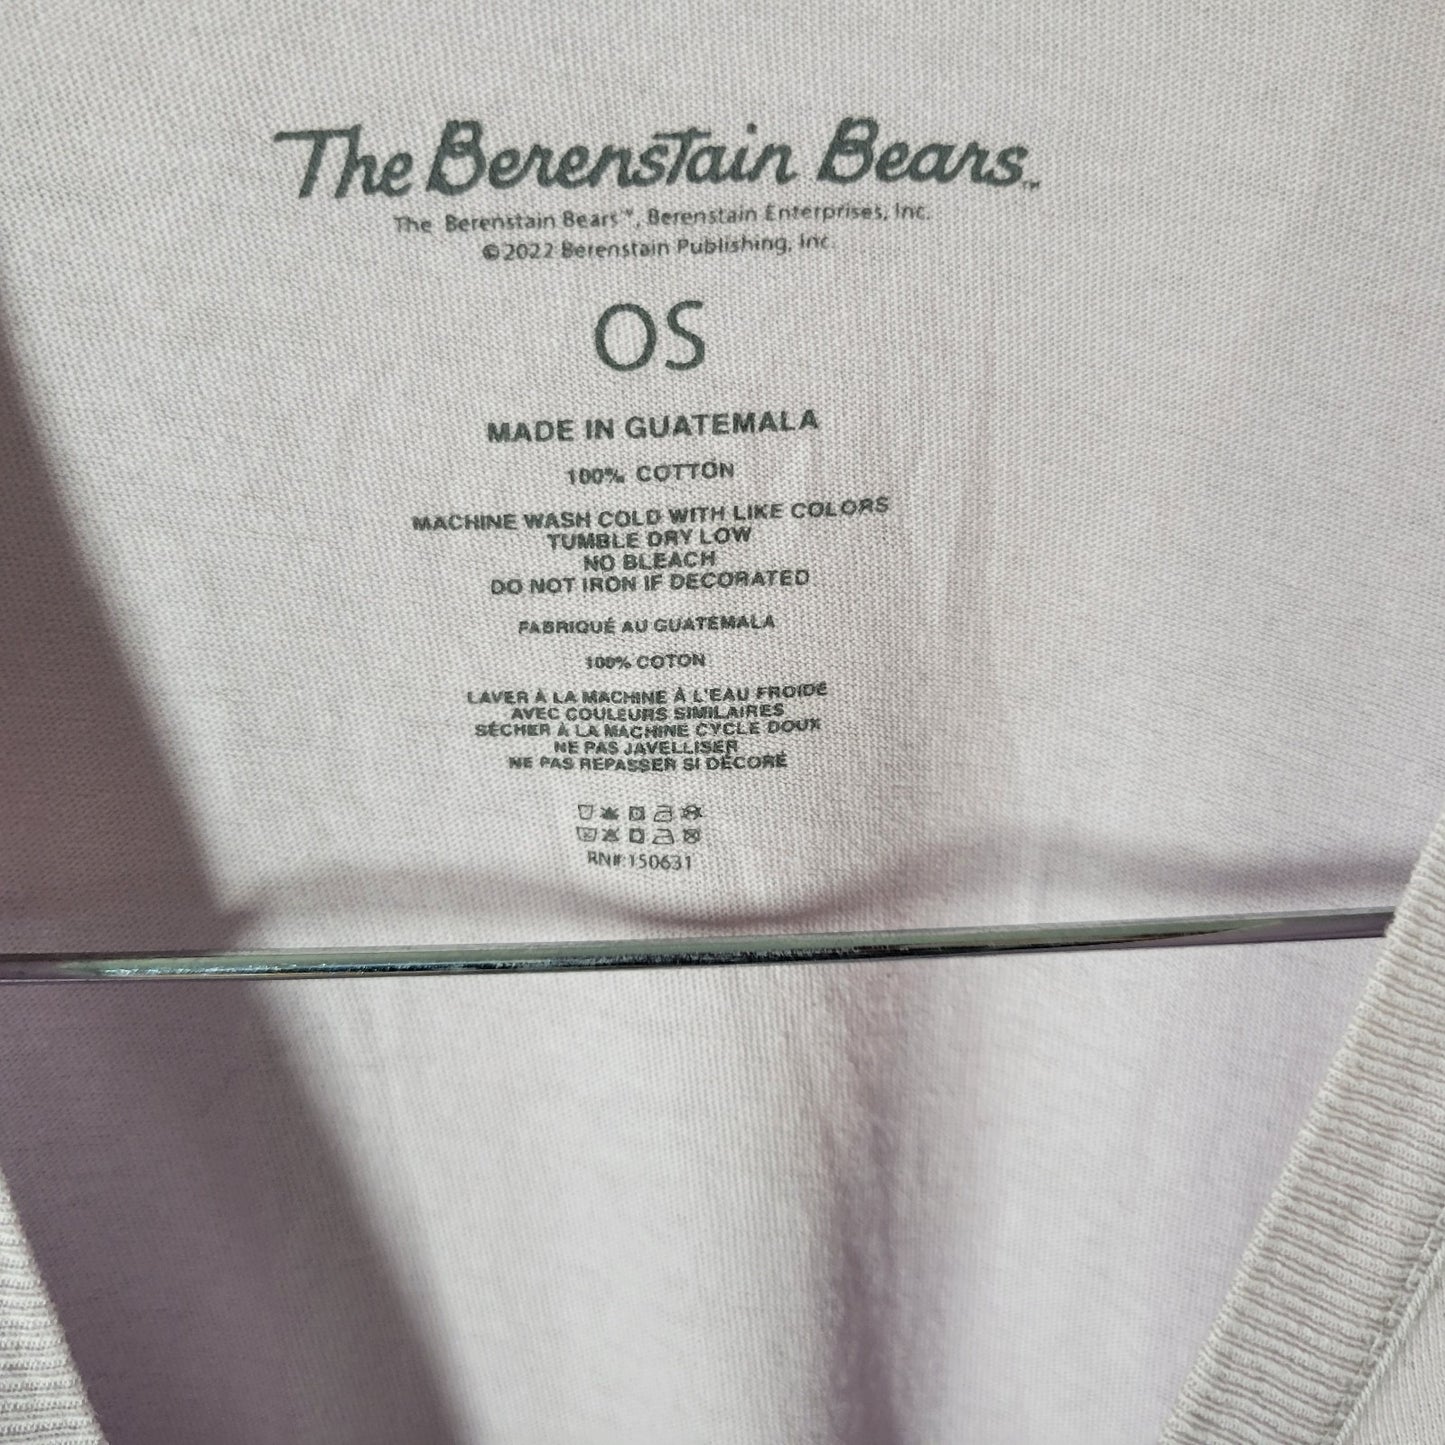 The Berenstain Bears™
The Berenstain Bears™, Berenstain Enterprises, Inc.
©2022 Berenstain Publishing, Inc.
OS
MADE IN GUATEMALA
100% COTTON
MACHINE WASH COLD WITH LIKE COLORS
TUMBLE DRY LOW
NO BLEACH
DO NOT IRON IF DECORATED
FABRIQUÉ AU GUATEMALA
100% COTON
LAVER À LA MACHINE À L'EAU FROIDE
AVEC COULEURS SIMILAIRES
SÉCHER À LA MACHINE CYCLE DOUX
NE PAS JAVELLISER
NE PAS REPASSER SI DÉCORÉ
RN#:150631